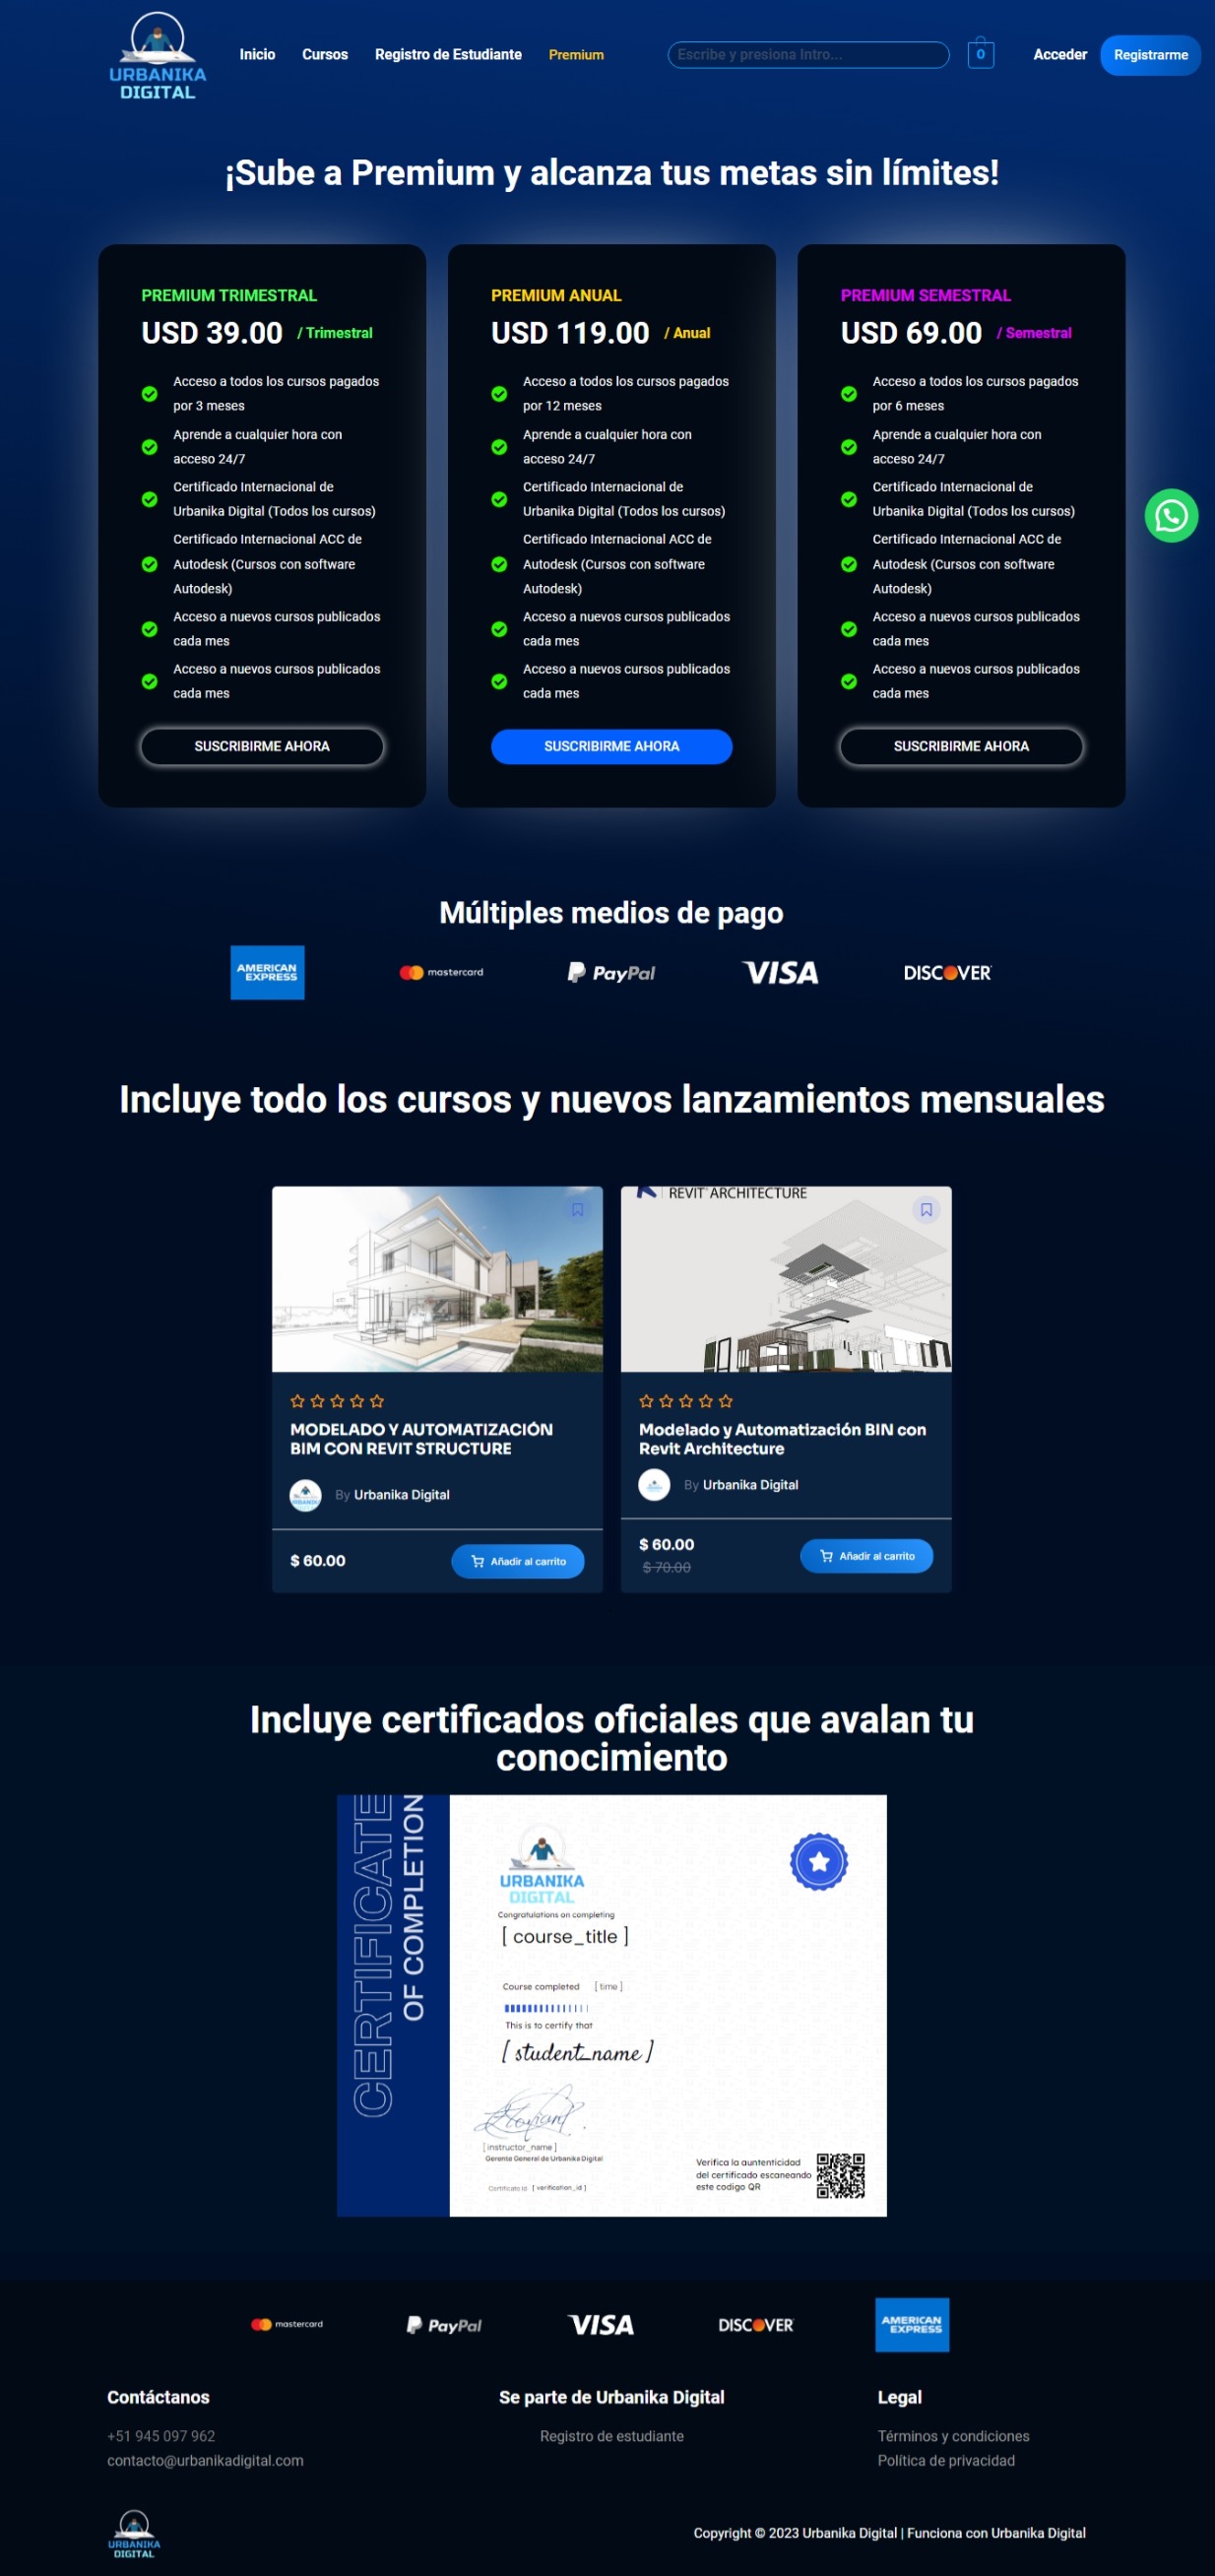 URBANIKA
DIGITAL
Inicio
Cursos
Registro de Estudiante
Premium
Escribe y presiona Intro...
0
Acceder
Registrarme
¡Sube a Premium y alcanza tus metas sin límites!
PREMIUM TRIMESTRAL
USD 39.00 / Trimestral
Acceso a todos los cursos pagados
por 3 meses
Aprende a cualquier hora con
acceso 24/7
Certificado Internacional de
Urbanika Digital (Todos los cursos)
Certificado Internacional ACC de
Autodesk (Cursos con software
Autodesk)
Acceso a nuevos cursos publicados
cada mes
Acceso a nuevos cursos publicados
cada mes
SUSCRIBIRME AHORA
PREMIUM ANUAL
USD 119.00 / Anual
Acceso a todos los cursos pagados
por 12 meses
Aprende a cualquier hora con
acceso 24/7
Certificado Internacional de
Urbanika Digital (Todos los cursos)
Certificado Internacional ACC de
Autodesk (Cursos con software
Autodesk)
Acceso a nuevos cursos publicados
cada mes
Acceso a nuevos cursos publicados
cada mes
SUSCRIBIRME AHORA
PREMIUM SEMESTRAL
USD 69.00 / Semestral
Acceso a todos los cursos pagados
por 6 meses
Aprende a cualquier hora con
acceso 24/7
Certificado Internacional de
Urbanika Digital (Todos los cursos)
Certificado Internacional ACC de
Autodesk (Cursos con software
Autodesk)
Acceso a nuevos cursos publicados
cada mes
Acceso a nuevos cursos publicados
cada mes
SUSCRIBIRME AHORA
Múltiples medios de pago
AMERICAN
EXPRESS
mastercard
PayPal
VISA
DISCOVER
Incluye todo los cursos y nuevos lanzamientos mensuales
MODELADO Y AUTOMATIZACIÓN
BIM CON REVIT STRUCTURE
By Urbanika Digital
$ 60.00
Añadir al carrito
REVIT ARCHITECTURE
Modelado y Automatización BIN con
Revit Architecture
By Urbanika Digital
$ 60.00
$ 70.00
Añadir al carrito
Incluye certificados oficiales que avalan tu
conocimiento
CERTIFICATE
OF COMPLETION
URBANIKA
DIGITAL
Congratulations on completing
[ course_title ]
Course completed [ time ]
This is to certify that
[ student_name ]
[ instructor_name ]
Gerente General de Urbanika Digital
Certificato id: [ verification_id ]
Verifica la auntenticidad
del certificado escaneando
este codigo QR
mastercard
PayPal
VISA
DISCOVER
AMERICAN
EXPRESS
Contáctanos
+51 945 097 962
contacto@urbanikadigital.com
Se parte de Urbanika Digital
Registro de estudiante
Legal
Términos y condiciones
Política de privacidad
URBANIKA
DIGITAL
Copyright © 2023 Urbanika Digital | Funciona con Urbanika Digital